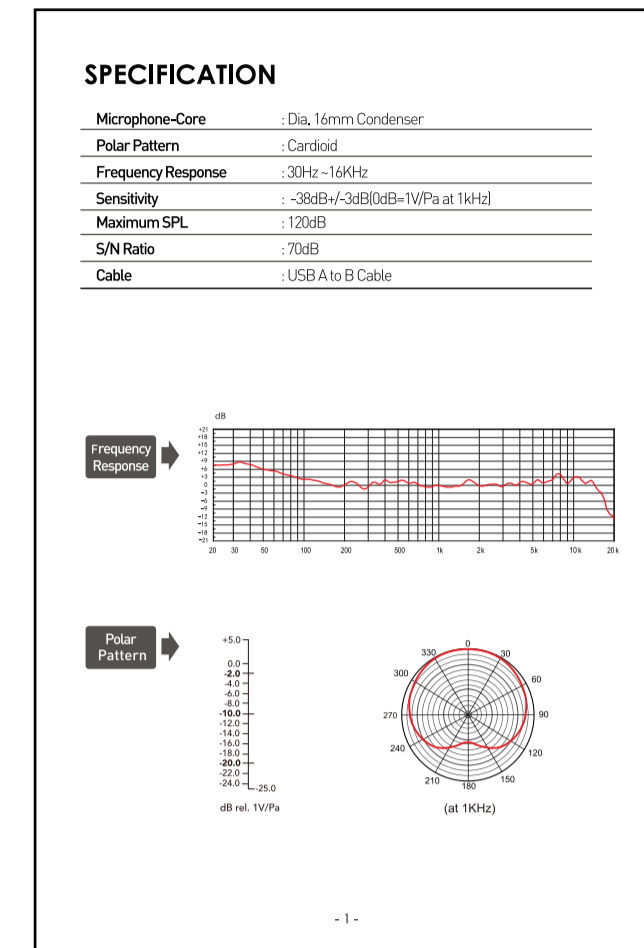 SPECIFICATION
Microphone-Core : Dia. 16mm Condenser
Polar Pattern : Cardioid
Frequency Response : 30Hz ~16KHz
Sensitivity : -38dB+/-3dB(0dB=1V/Pa at 1kHz)
Maximum SPL : 120dB
S/N Ratio : 70dB
Cable : USB A to B Cable
Frequency
Response
dB
+21
+18
+15
+12
+9
+6
+3
0
-3
-6
-9
-12
-15
-18
-21
20 30 50 100 200 500 1k 2k 5k 10k 20k
Polar
Pattern
+5.0
0.0
-2.0
-4.0
-6.0
-8.0
-10.0
-12.0
-14.0
-16.0
-18.0
-20.0
-22.0
-24.0
-25.0
dB rel. 1V/Pa
0
330 30
300 60
270 90
240 120
210 150
180
(at 1KHz)
- 1 -